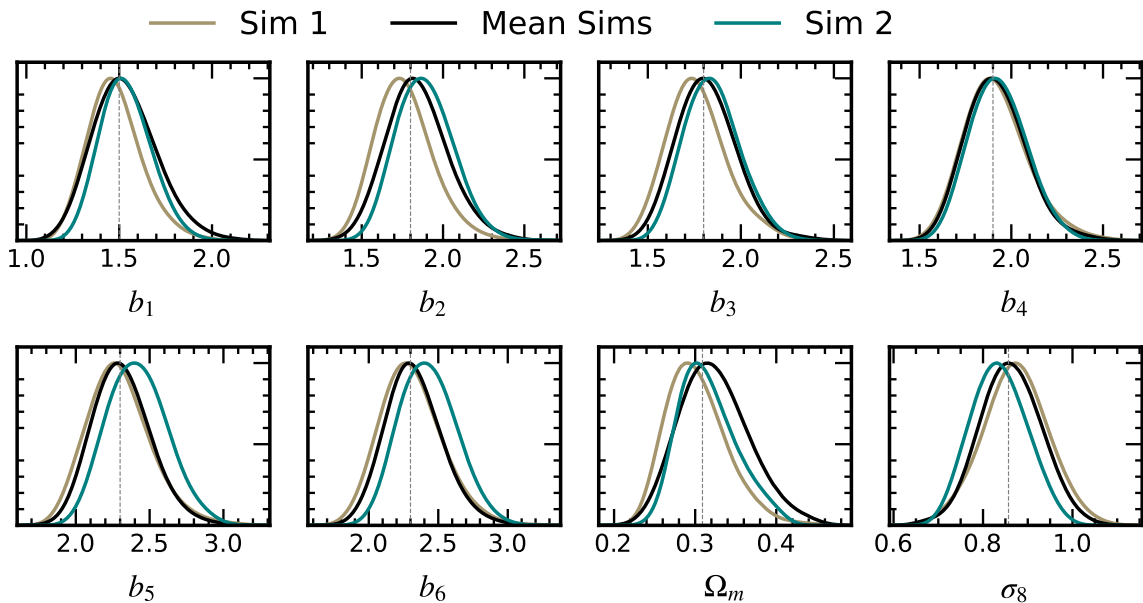 Sim 1 Mean Sims Sim 2
1.0 1.5 2.0 1.5 2.0 2.5 1.5 2.0 2.5 1.5 2.0 2.5
b₁ b₂ b₃ b₄
2.0 2.5 3.0 2.0 2.5 3.0 0.2 0.3 0.4 0.6 0.8 1.0
b₅ b₆ Ωₘ σ₈